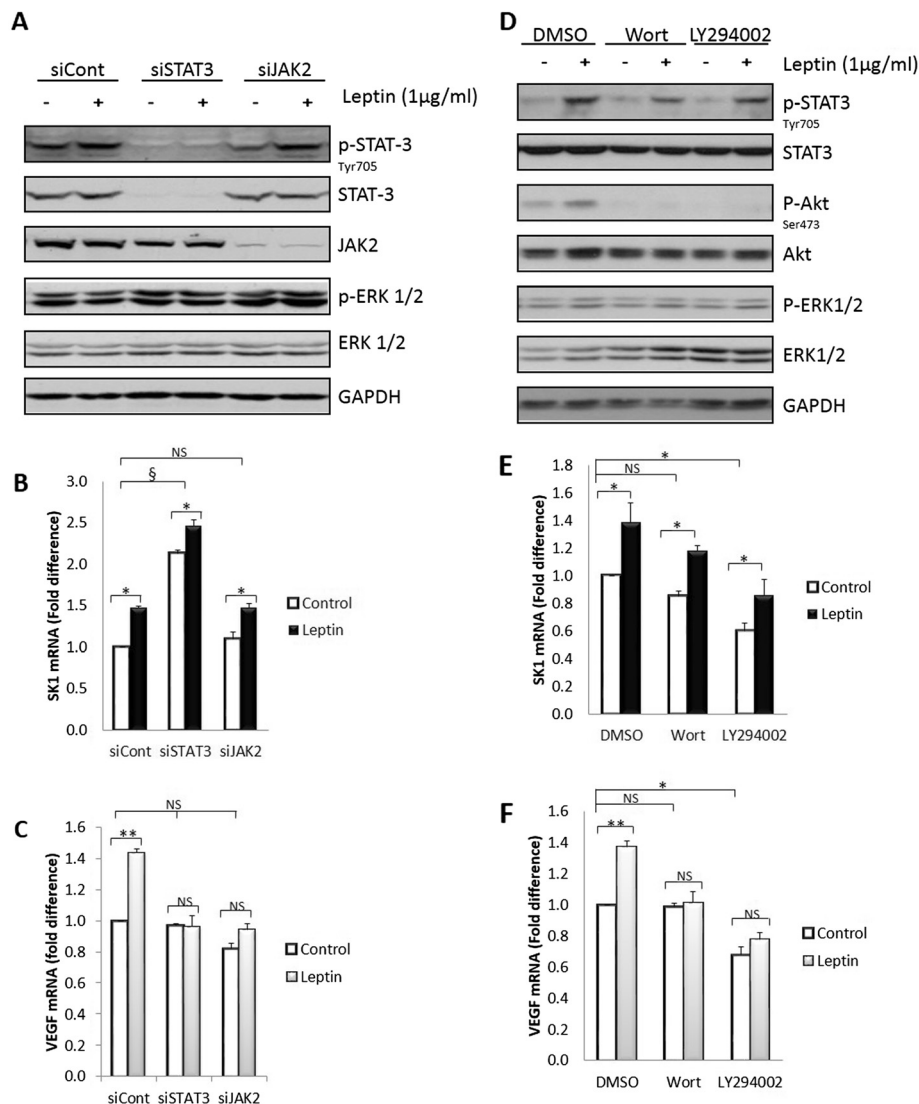 A
siCont siSTAT3 siJAK2
- + - + - + Leptin (1µg/ml)
p-STAT-3
Tyr705
STAT-3
JAK2
p-ERK 1/2
ERK 1/2
GAPDH
B
NS
§
*
*
*
SK1 mRNA (Fold difference)
3.0
2.5
2.0
1.5
1.0
0.5
0.0
siCont siSTAT3 siJAK2
Control
Leptin
C
NS
**
NS
NS
VEGF mRNA (fold difference)
1.6
1.4
1.2
1.0
0.8
0.6
0.4
0.2
0.0
siCont siSTAT3 siJAK2
Control
Leptin
D
DMSO Wort LY294002
- + - + - + Leptin (1µg/ml)
p-STAT3
Tyr705
STAT3
P-Akt
Ser473
Akt
P-ERK1/2
ERK1/2
GAPDH
E
*
NS
*
*
*
SK1 mRNA (Fold difference)
1.8
1.6
1.4
1.2
1.0
0.8
0.6
0.4
0.2
0.0
DMSO Wort LY294002
Control
Leptin
F
*
NS
**
NS
NS
VEGF mRNA (Fold difference)
1.6
1.4
1.2
1.0
0.8
0.6
0.4
0.2
0.0
DMSO Wort LY294002
Control
Leptin